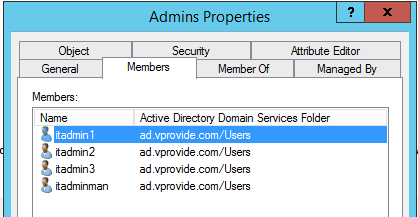 Admins Properties
?
x
Object Security Attribute Editor
General Members Member Of Managed By
Members:
Name Active Directory Domain Services Folder
itadmin1 ad.vprovide.com/Users
itadmin2 ad.vprovide.com/Users
itadmin3 ad.vprovide.com/Users
itadminman ad.vprovide.com/Users